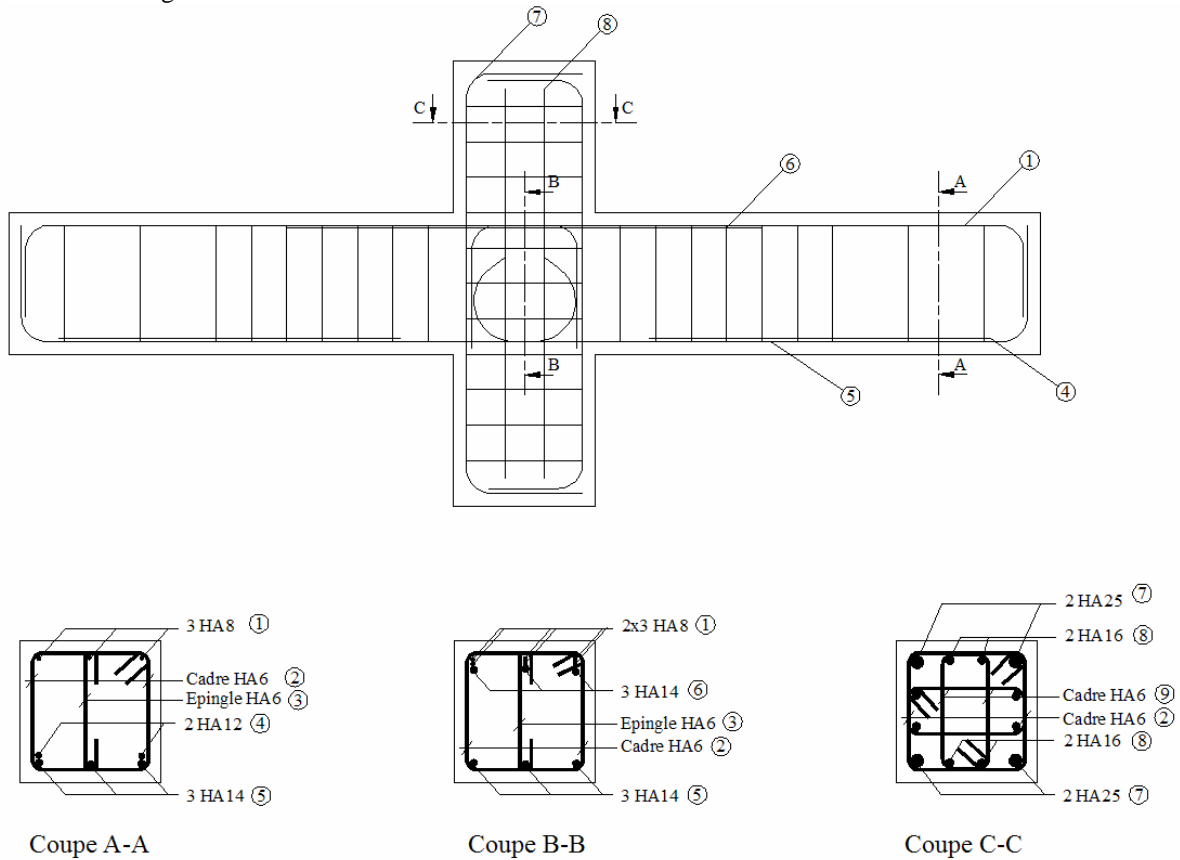 ⑦
⑧
C C
B
⑥
①
A
B
⑤
④
A
3 HA8 ①
Cadre HA6 ②
Epingle HA6 ③
2 HA12 ④
3 HA14 ⑤
Coupe A-A
2x3 HA8 ①
3 HA14 ⑥
Epingle HA6 ③
Cadre HA6 ②
3 HA14 ⑤
Coupe B-B
2 HA25 ⑦
2 HA16 ⑧
Cadre HA6 ⑨
Cadre HA6 ②
2 HA16 ⑧
2 HA25 ⑦
Coupe C-C